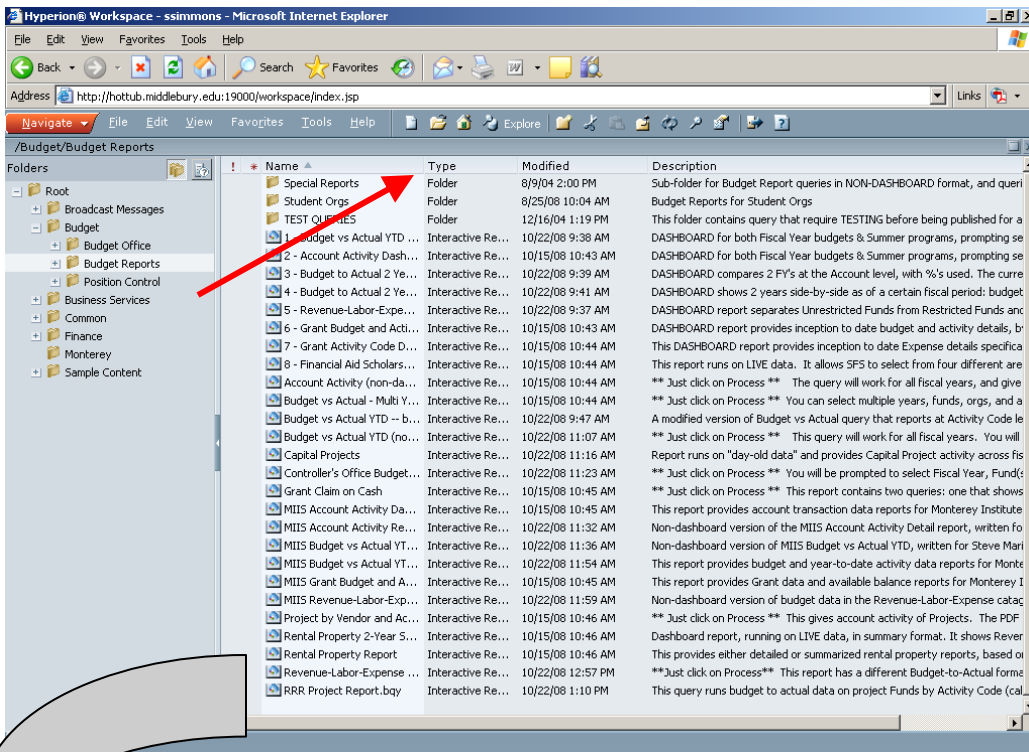 Hyperion® Workspace - ssimmons - Microsoft Internet Explorer
File Edit View Favorites Tools Help
Back Search Favorites
Address http://hottub.middlebury.edu:19000/workspace/index.jsp Links
Navigate File Edit View Favorites Tools Help Explore
/Budget/Budget Reports
Folders ! * Name Type Modified Description
Root
Broadcast Messages
Budget
Budget Office
Budget Reports
Position Control
Business Services
Common
Finance
Monterey
Sample Content
Special Reports Folder 8/9/04 2:00 PM Sub-folder for Budget Report queries in NON-DASHBOARD format, and queri
Student Orgs Folder 8/25/08 10:04 AM Budget Reports for Student Orgs
TEST QUERIES Folder 12/16/04 1:19 PM This folder contains query that require TESTING before being published for a
1 - Budget vs Actual YTD ... Interactive Re... 10/22/08 9:38 AM DASHBOARD for both Fiscal Year budgets & Summer programs, prompting se
2 - Account Activity Dash... Interactive Re... 10/15/08 10:43 AM DASHBOARD for both Fiscal Year budgets & Summer programs, prompting se
3 - Budget to Actual 2 Ye... Interactive Re... 10/22/08 9:39 AM DASHBOARD compares 2 FY's at the Account level, with %'s used. The curre
4 - Budget to Actual 2 Ye... Interactive Re... 10/22/08 9:41 AM DASHBOARD shows 2 years side-by-side as of a certain fiscal period: budget
5 - Revenue-Labor-Expe... Interactive Re... 10/22/08 9:37 AM DASHBOARD report separates Unrestricted Funds from Restricted Funds and
6 - Grant Budget and Acti... Interactive Re... 10/15/08 10:43 AM DASHBOARD report provides inception to date budget and activity details, b
7 - Grant Activity Code D... Interactive Re... 10/15/08 10:44 AM This DASHBOARD report provides inception to date Expense details specifica
8 - Financial Aid Scholars... Interactive Re... 10/15/08 10:44 AM This report runs on LIVE data. It allows SFS to select from four different are
Account Activity (non-da... Interactive Re... 10/15/08 10:44 AM ** Just click on Process ** The query will work for all fiscal years, and give
Budget vs Actual - Multi Y... Interactive Re... 10/15/08 10:44 AM ** Just click on Process ** You can select multiple years, funds, orgs, and a
Budget vs Actual YTD -- b... Interactive Re... 10/22/08 9:47 AM A modified version of Budget vs Actual query that reports at Activity Code le
Budget vs Actual YTD (no... Interactive Re... 10/22/08 11:07 AM ** Just click on Process ** This query will work for all fiscal years. You will
Capital Projects Interactive Re... 10/22/08 11:16 AM Report runs on "day-old data" and provides Capital Project activity across fis
Controller's Office Budget... Interactive Re... 10/22/08 11:23 AM ** Just click on Process ** You will be prompted to select Fiscal Year, Fund(s
Grant Claim on Cash Interactive Re... 10/15/08 10:45 AM ** Just click on Process ** This report contains two queries: one that shows
MIIS Account Activity Da... Interactive Re... 10/15/08 10:45 AM This report provides account transaction data reports for Monterey Institute
MIIS Account Activity Re... Interactive Re... 10/22/08 11:32 AM Non-dashboard version of the MIIS Account Activity Detail report, written fo
MIIS Budget vs Actual YT... Interactive Re... 10/22/08 11:36 AM Non-dashboard version of MIIS Budget vs Actual YTD, written for Steve Mari
MIIS Budget vs Actual YT... Interactive Re... 10/22/08 11:54 AM This report provides budget and year-to-date activity data reports for Monte
MIIS Grant Budget and A... Interactive Re... 10/15/08 10:45 AM This report provides Grant data and available balance reports for Monterey I
MIIS Revenue-Labor-Exp... Interactive Re... 10/22/08 11:59 AM Non-dashboard version of budget data in the Revenue-Labor-Expense catag
Project by Vendor and Ac... Interactive Re... 10/15/08 10:46 AM ** Just click on Process ** This gives account activity of Projects. The PDF
Rental Property 2-Year S... Interactive Re... 10/15/08 10:46 AM Dashboard report, running on LIVE data, in summary format. It shows Rever
Rental Property Report Interactive Re... 10/15/08 10:46 AM This provides either detailed or summarized rental property reports, based o
Revenue-Labor-Expense ... Interactive Re... 10/22/08 12:57 PM **Just click on Process** This report has a different Budget-to-Actual forma
RRR Project Report.bqy Interactive Re... 10/22/08 1:10 PM This query runs budget to actual data on project Funds by Activity Code (cal